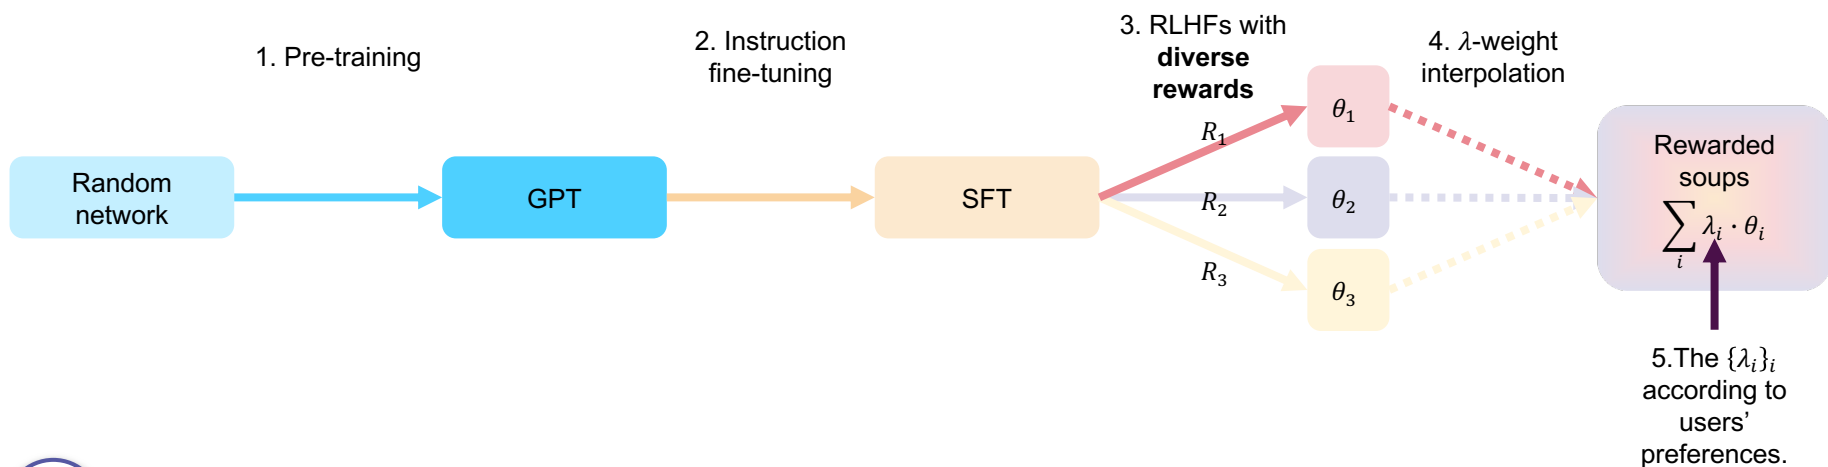 1. Pre-training
2. Instruction
fine-tuning
3. RLHFs with
diverse
rewards
4. λ-weight
interpolation
Random
network
GPT
SFT
R₁
R₂
R₃
θ₁
θ₂
θ₃
Rewarded
soups
∑ᵢ λᵢ · θᵢ
5.The {λᵢ}ᵢ
according to
users’
preferences.